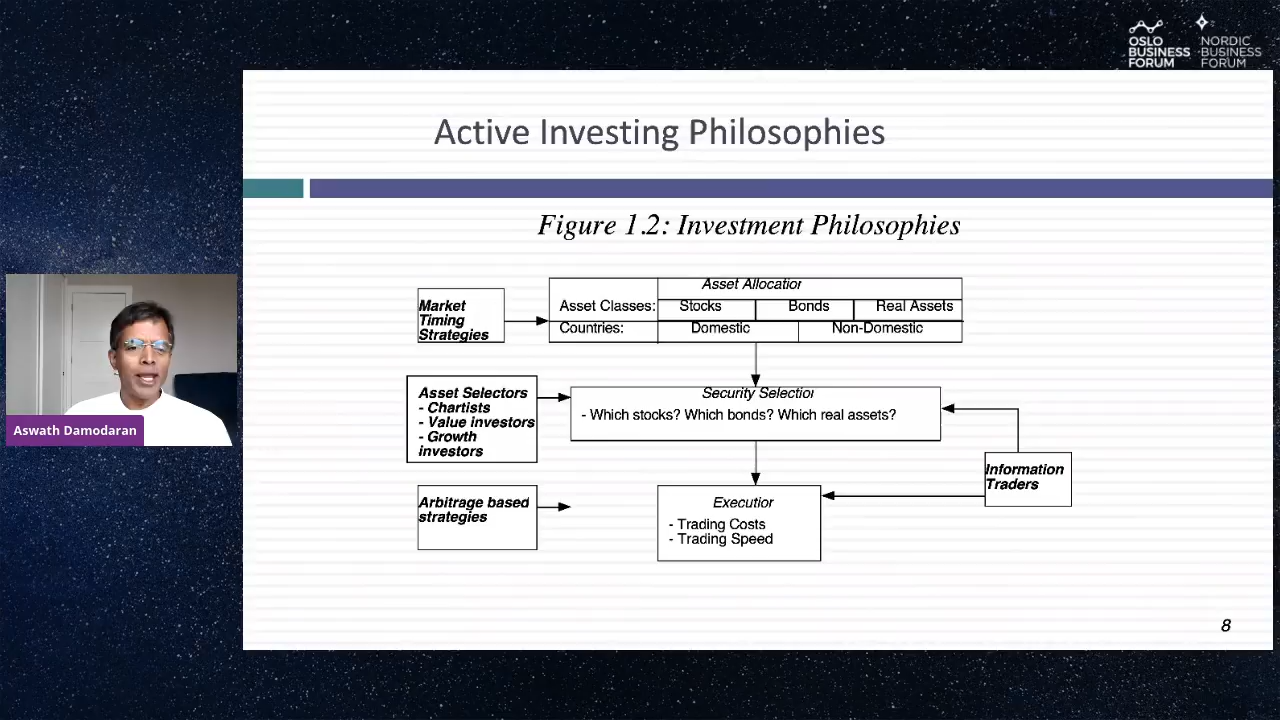 OSLO
BUSINESS
FORUM
NORDIC
BUSINESS
FORUM
Active Investing Philosophies
Figure 1.2: Investment Philosophies
Market
Timing
Strategies
Asset Allocatior
Asset Classes:
Stocks
Bonds
Real Assets
Countries:
Domestic
Non-Domestic
Asset Selectors
- Chartists
- Value investors
- Growth
investors
Security Selectior
- Which stocks? Which bonds? Which real assets?
Information
Traders
Arbitrage based
strategies
Executior
- Trading Costs
- Trading Speed
Aswath Damodaran
8